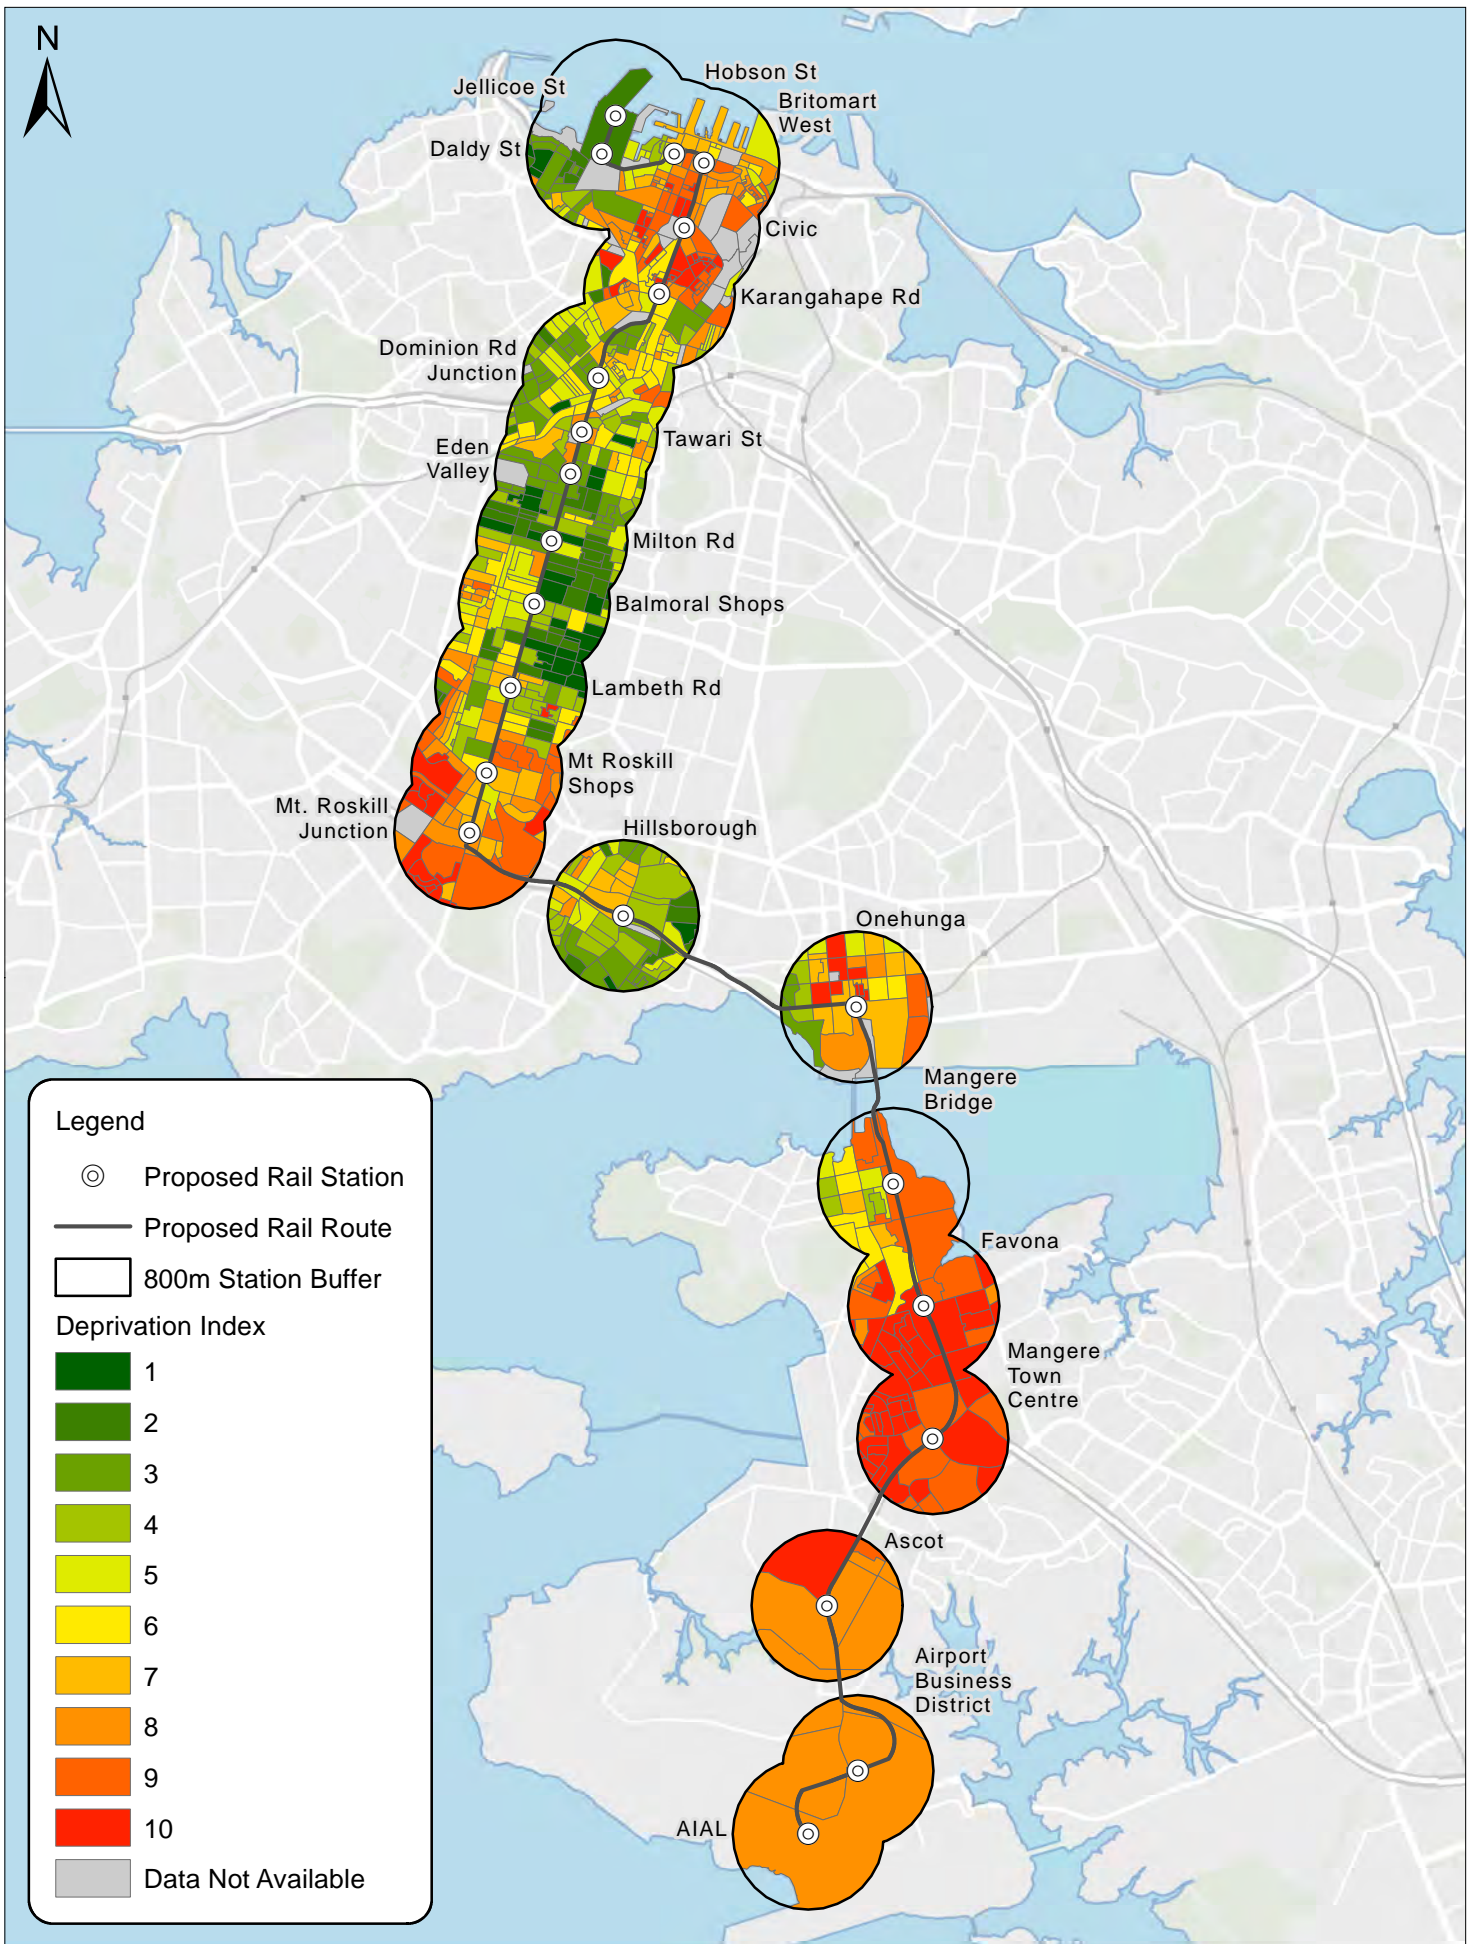 N
Jellicoe St
Hobson St
Britomart
West
Daldy St
Civic
Karangahape Rd
Dominion Rd
Junction
Tawari St
Eden
Valley
Milton Rd
Balmoral Shops
Lambeth Rd
Mt Roskill
Shops
Mt. Roskill
Junction
Hillsborough
Onehunga
Mangere
Bridge
Favona
Mangere
Town
Centre
Ascot
Airport
Business
District
AIAL
Legend
Proposed Rail Station
Proposed Rail Route
800m Station Buffer
Deprivation Index
1
2
3
4
5
6
7
8
9
10
Data Not Available